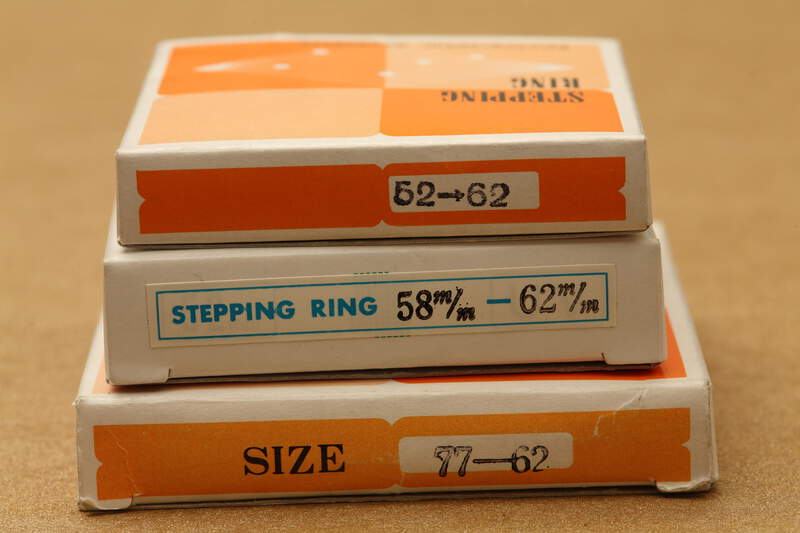 STEPPING
RING
52→62
STEPPING RING 58m/m – 62m/m
SIZE 77—62